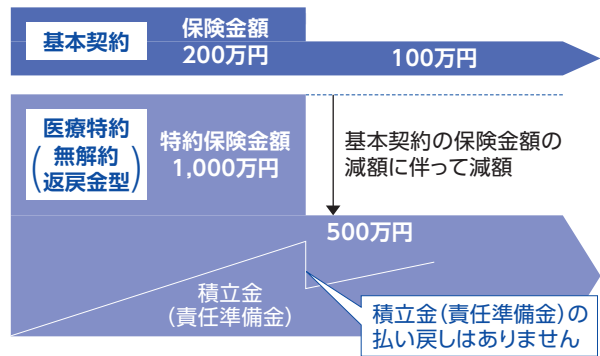 基本契約
保険金額
200万円
100万円
医療特約
(無解約
返戻金型)
特約保険金額
1,000万円
基本契約の保険金額の
減額に伴って減額
500万円
積立金
(責任準備金)
積立金(責任準備金)の
払い戻しはありません